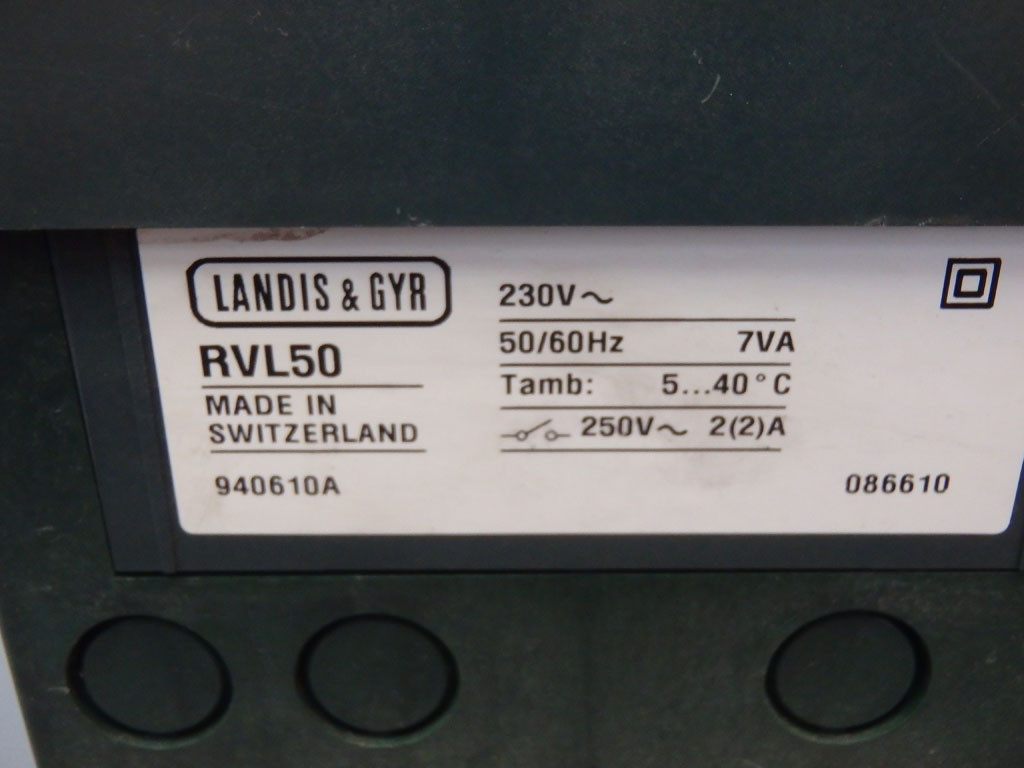 LANDIS & GYR
RVL50
MADE IN
SWITZERLAND
940610A
230V~
50/60Hz 7VA
Tamb: 5...40°C
250V~ 2(2)A
086610